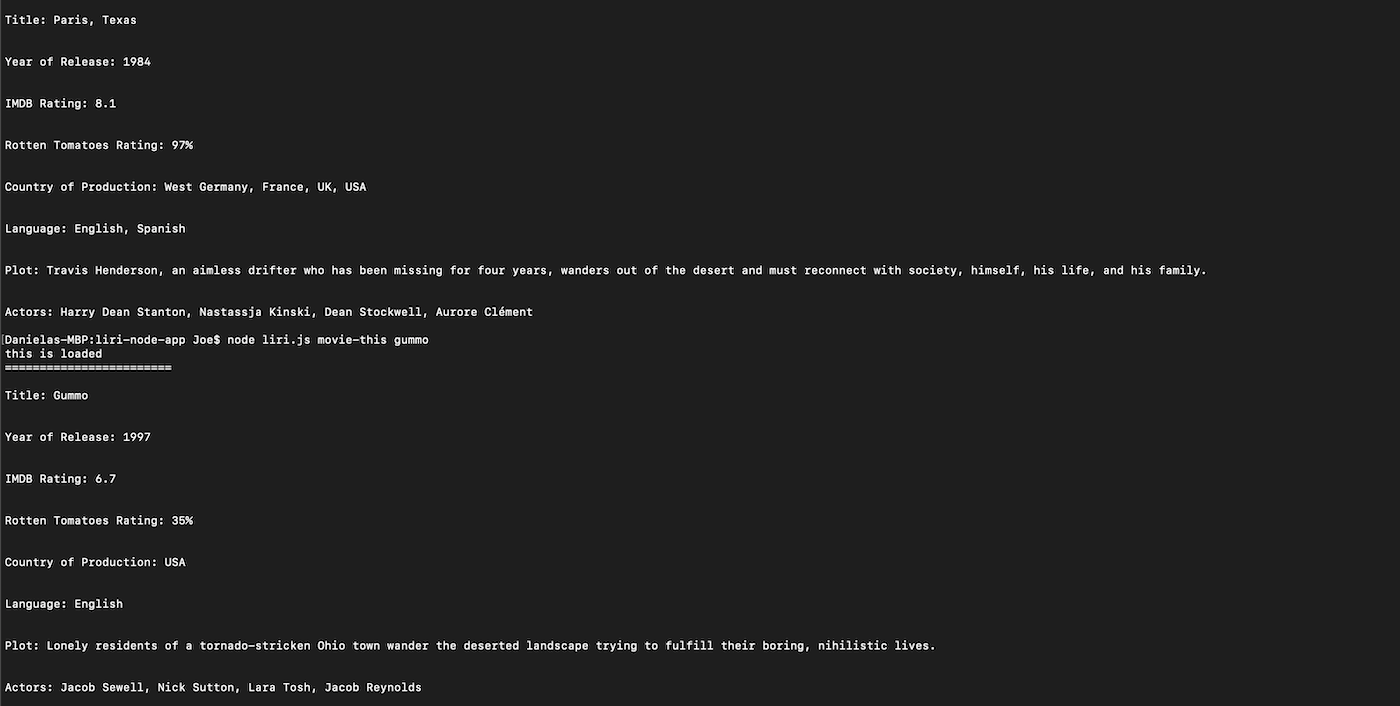 Title: Paris, Texas
Year of Release: 1984
IMDB Rating: 8.1
Rotten Tomatoes Rating: 97%
Country of Production: West Germany, France, UK, USA
Language: English, Spanish
Plot: Travis Henderson, an aimless drifter who has been missing for four years, wanders out of the desert and must reconnect with society, himself, his life, and his family.
Actors: Harry Dean Stanton, Nastassja Kinski, Dean Stockwell, Aurore Clément
[Danielas-MBP:liri-node-app Joe$ node liri.js movie-this gummo
this is loaded
========================
Title: Gummo
Year of Release: 1997
IMDB Rating: 6.7
Rotten Tomatoes Rating: 35%
Country of Production: USA
Language: English
Plot: Lonely residents of a tornado-stricken Ohio town wander the deserted landscape trying to fulfill their boring, nihilistic lives.
Actors: Jacob Sewell, Nick Sutton, Lara Tosh, Jacob Reynolds